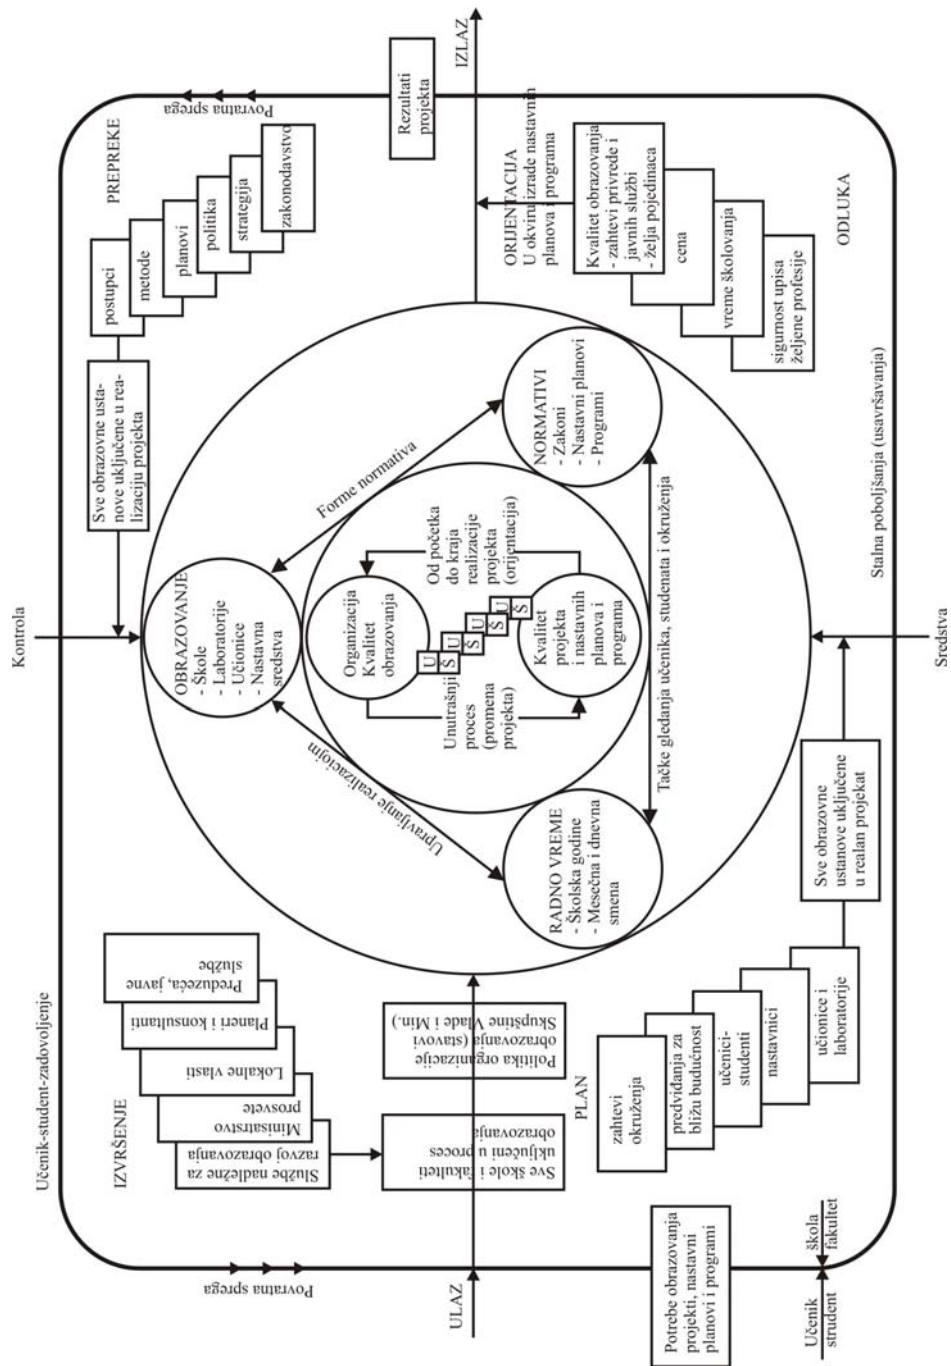 Učenik-student-zadovoljenje
Kontrola
Povratna sprega
IZVRŠENJE
Preduzeća, javne
službe
Planeri i konsultanti
Lokalne vlasti
Minisatrstvo
prosvete
Službe nadležne za
razvoj obrazovanja
Sve škole i fakulteti
uključeni u proces
obrazovanja
Politika organizacije
obrazovanja (stavovi
Skupštine Vlade i Min.)
Sve obrazovne usta-
nove uključene u rea-
lizaciju projekta
PREPREKE
postupci
metode
planovi
politika
strategija
zakonodavstvo
Povratna sprega
Rezultati
projekta
ULAZ
IZLAZ
OBRAZOVANJE
- Škole
- Laboratorije
- Učionice
- Nastavna
sredstva
Upravljanje realizaciojm
Forme normativa
Organizacija
Kvalitet
obrazovanja
U
Š
U
Š
U
Š
U
Š
Unutrašnji
proces
(promena
projekta)
Od početka
do kraja
realizacije
projekta
(orijentacija)
Kvalitet
projekta
i nastavnih
planova i
programa
RADNO VREME
- Školska godine
- Mesečna i dnevna
smena
NORMATIVI
- Zakoni
- Nastavni planovi
- Programi
Tačke gledanja učenika, studenata i okruženja
ORIJENTACIJA
U okviru izrade nastavnih
planova i programa
Kvalitet obrazovanja
- zahtevi privrede i
javnih službi
- želja pojedinaca
cena
vreme školovanja
sigurnost upisa
željene profesije
ODLUKA
PLAN
zahtevi
okruženja
predviđanja za
bližu budućnost
učenici-
studenti
nastavnici
učionice i
laboratorije
Sve obrazovne
ustanove uključene
u realan projekat
Potrebe obrazovanja
projekti, nastavni
planovi i programi
Učenik
strudent
škola
fakultet
Sredstva
Stalna poboljšanja (usavršavanja)